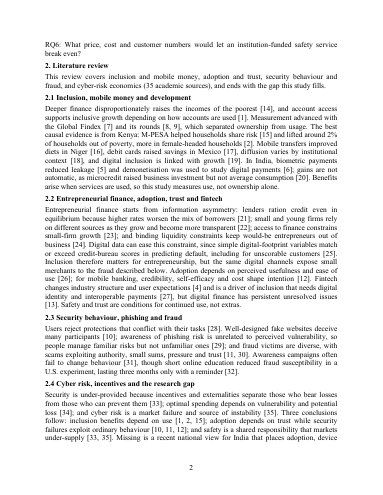 RQ6: What price, cost and customer numbers would let an institution-funded safety service
break even?
2. Literature review
This review covers inclusion and mobile money, adoption and trust, security behaviour and
fraud, and cyber-risk economics (35 academic sources), and ends with the gap this study fills.
2.1 Inclusion, mobile money and development
Deeper finance disproportionately raises the incomes of the poorest [14], and account access
supports inclusive growth depending on how accounts are used [1]. Measurement advanced with
the Global Findex [7] and its rounds [8, 9], which separated ownership from usage. The best
causal evidence is from Kenya: M-PESA helped households share risk [15] and lifted around 2%
of households out of poverty, more in female-headed households [2]. Mobile transfers improved
diets in Niger [16], debit cards raised savings in Mexico [17], diffusion varies by institutional
context [18], and digital inclusion is linked with growth [19]. In India, biometric payments
reduced leakage [5] and demonetisation was used to study digital payments [6]; gains are not
automatic, as microcredit raised business investment but not average consumption [20]. Benefits
arise when services are used, so this study measures use, not ownership alone.
2.2 Entrepreneurial finance, adoption, trust and fintech
Entrepreneurial finance starts from information asymmetry: lenders ration credit even in
equilibrium because higher rates worsen the mix of borrowers [21]; small and young firms rely
on different sources as they grow and become more transparent [22]; access to finance constrains
small-firm growth [23]; and binding liquidity constraints keep would-be entrepreneurs out of
business [24]. Digital data can ease this constraint, since simple digital-footprint variables match
or exceed credit-bureau scores in predicting default, including for unscorable customers [25].
Inclusion therefore matters for entrepreneurship, but the same digital channels expose small
merchants to the fraud described below. Adoption depends on perceived usefulness and ease of
use [26]; for mobile banking, credibility, self-efficacy and cost shape intention [12]. Fintech
changes industry structure and user expectations [4] and is a driver of inclusion that needs digital
identity and interoperable payments [27], but digital finance has persistent unresolved issues
[13]. Safety and trust are conditions for continued use, not extras.
2.3 Security behaviour, phishing and fraud
Users reject protections that conflict with their tasks [28]. Well-designed fake websites deceive
many participants [10]; awareness of phishing risk is unrelated to perceived vulnerability, so
people manage familiar risks but not unfamiliar ones [29]; and fraud victims are diverse, with
scams exploiting authority, small sums, pressure and trust [11, 30]. Awareness campaigns often
fail to change behaviour [31], though short online education reduced fraud susceptibility in a
U.S. experiment, lasting three months only with a reminder [32].
2.4 Cyber risk, incentives and the research gap
Security is under-provided because incentives and externalities separate those who bear losses
from those who can prevent them [33]; optimal spending depends on vulnerability and potential
loss [34]; and cyber risk is a market failure and source of instability [35]. Three conclusions
follow: inclusion benefits depend on use [1, 2, 15]; adoption depends on trust while security
failures exploit ordinary behaviour [10, 11, 12]; and safety is a shared responsibility that markets
under-supply [33, 35]. Missing is a recent national view for India that places adoption, device
2